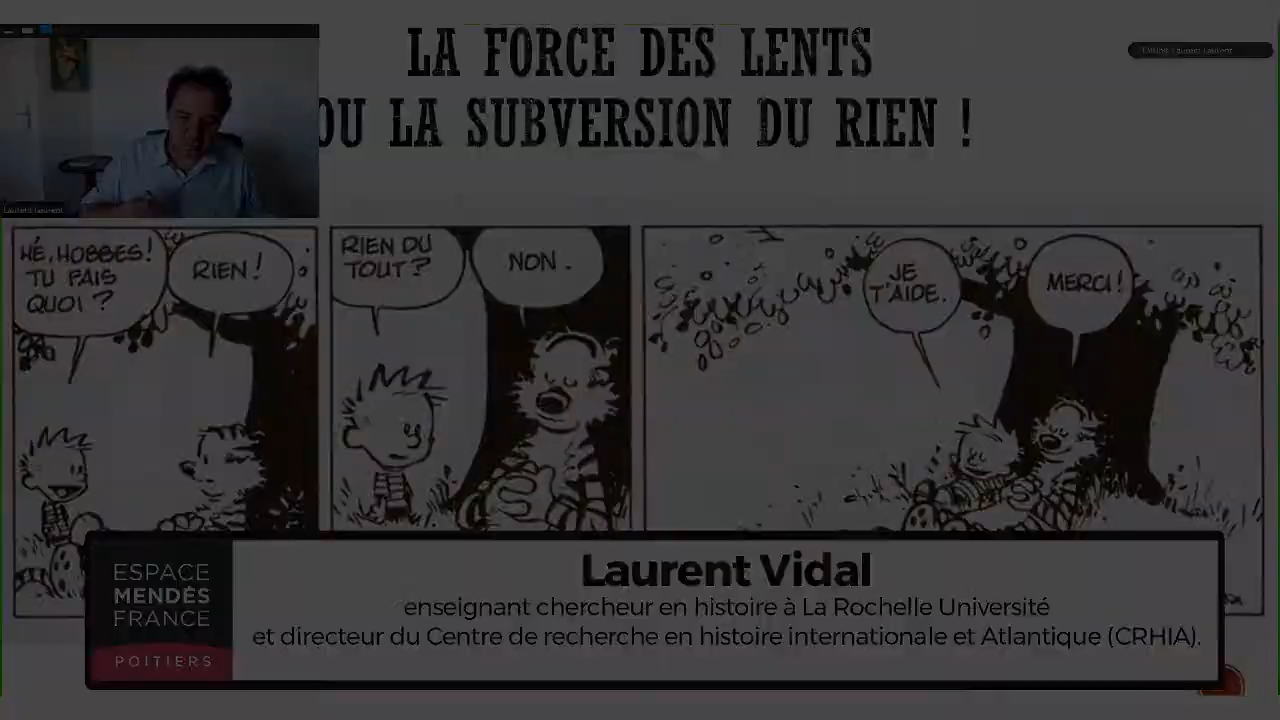 LA FORCE DES LENTS
OU LA SUBVERSION DU RIEN !
Laurent Laurent
HÉ, HOBBES!
TU FAIS
QUOI ?
RIEN !
RIEN DU
TOUT ?
NON.
JE
T'AIDE.
MERCI !
ESPACE
MENDÈS
FRANCE
POITIERS
Laurent Vidal
enseignant chercheur en histoire à La Rochelle Université
et directeur du Centre de recherche en histoire internationale et Atlantique (CRHIA).